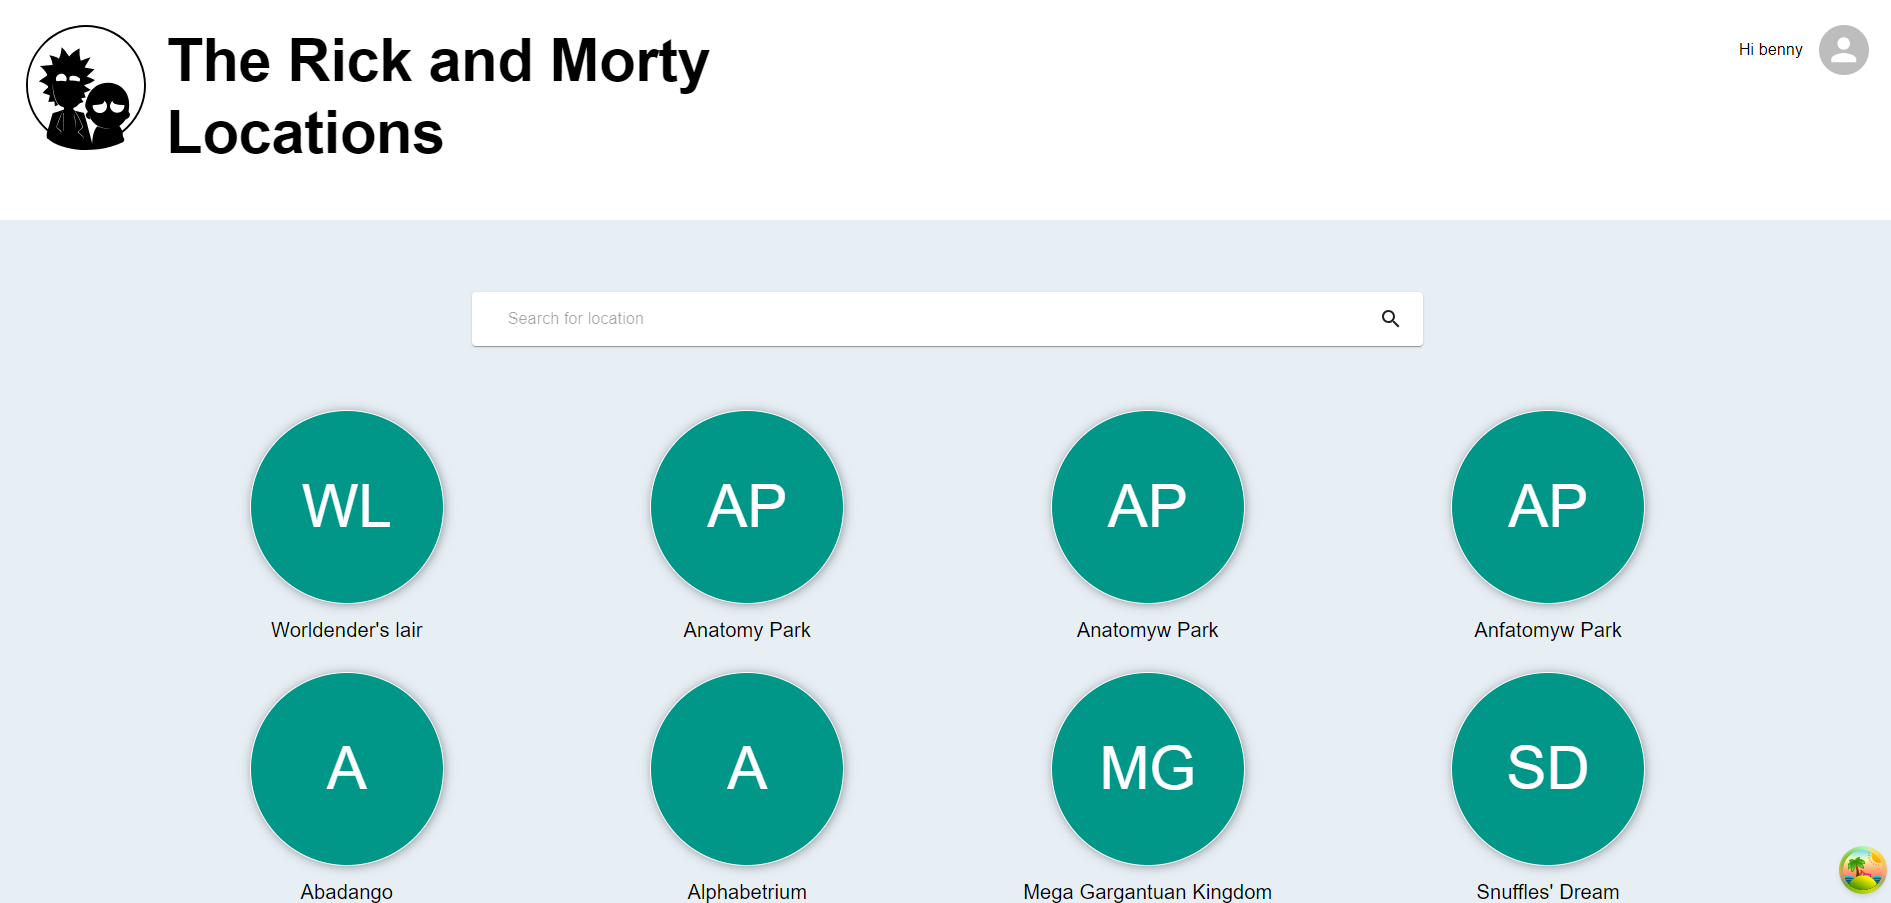 The Rick and Morty
Locations
Hi benny
Search for location
WL
AP
AP
AP
Worldender's lair
Anatomy Park
Anatomyw Park
Anfatomyw Park
A
A
MG
SD
Abadango
Alphabetrium
Mega Gargantuan Kingdom
Snuffles' Dream